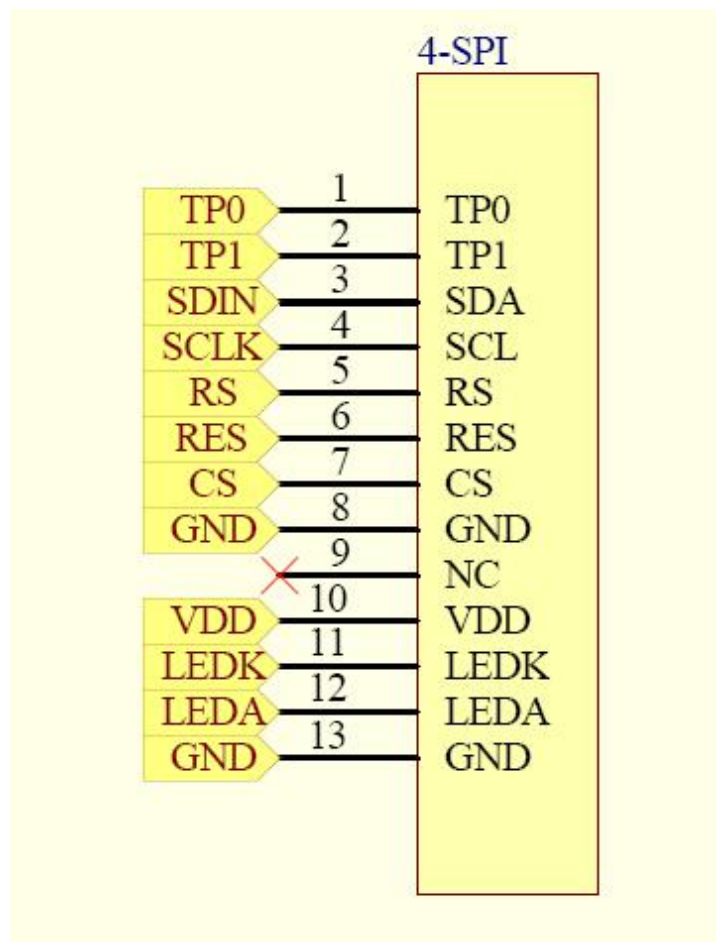 4-SPI
TP0 1 TP0
TP1 2 TP1
SDIN 3 SDA
SCLK 4 SCL
RS 5 RS
RES 6 RES
CS 7 CS
GND 8 GND
9 NC
VDD 10 VDD
LEDK 11 LEDK
LEDA 12 LEDA
GND 13 GND